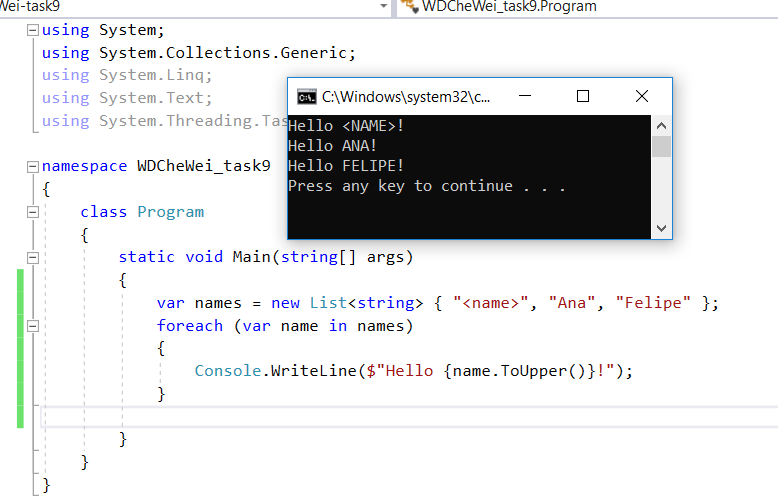 Wei-task9 WDCheWei_task9.Program
using System;
using System.Collections.Generic;
using System.Linq;
using System.Text;
using System.Threading.Tas
C:\Windows\system32\c...
Hello <NAME>!
Hello ANA!
Hello FELIPE!
Press any key to continue . . .
namespace WDCheWei_task9
{
class Program
{
static void Main(string[] args)
{
var names = new List<string> { "<name>", "Ana", "Felipe" };
foreach (var name in names)
{
Console.WriteLine($"Hello {name.ToUpper()}!");
}
}
}
}